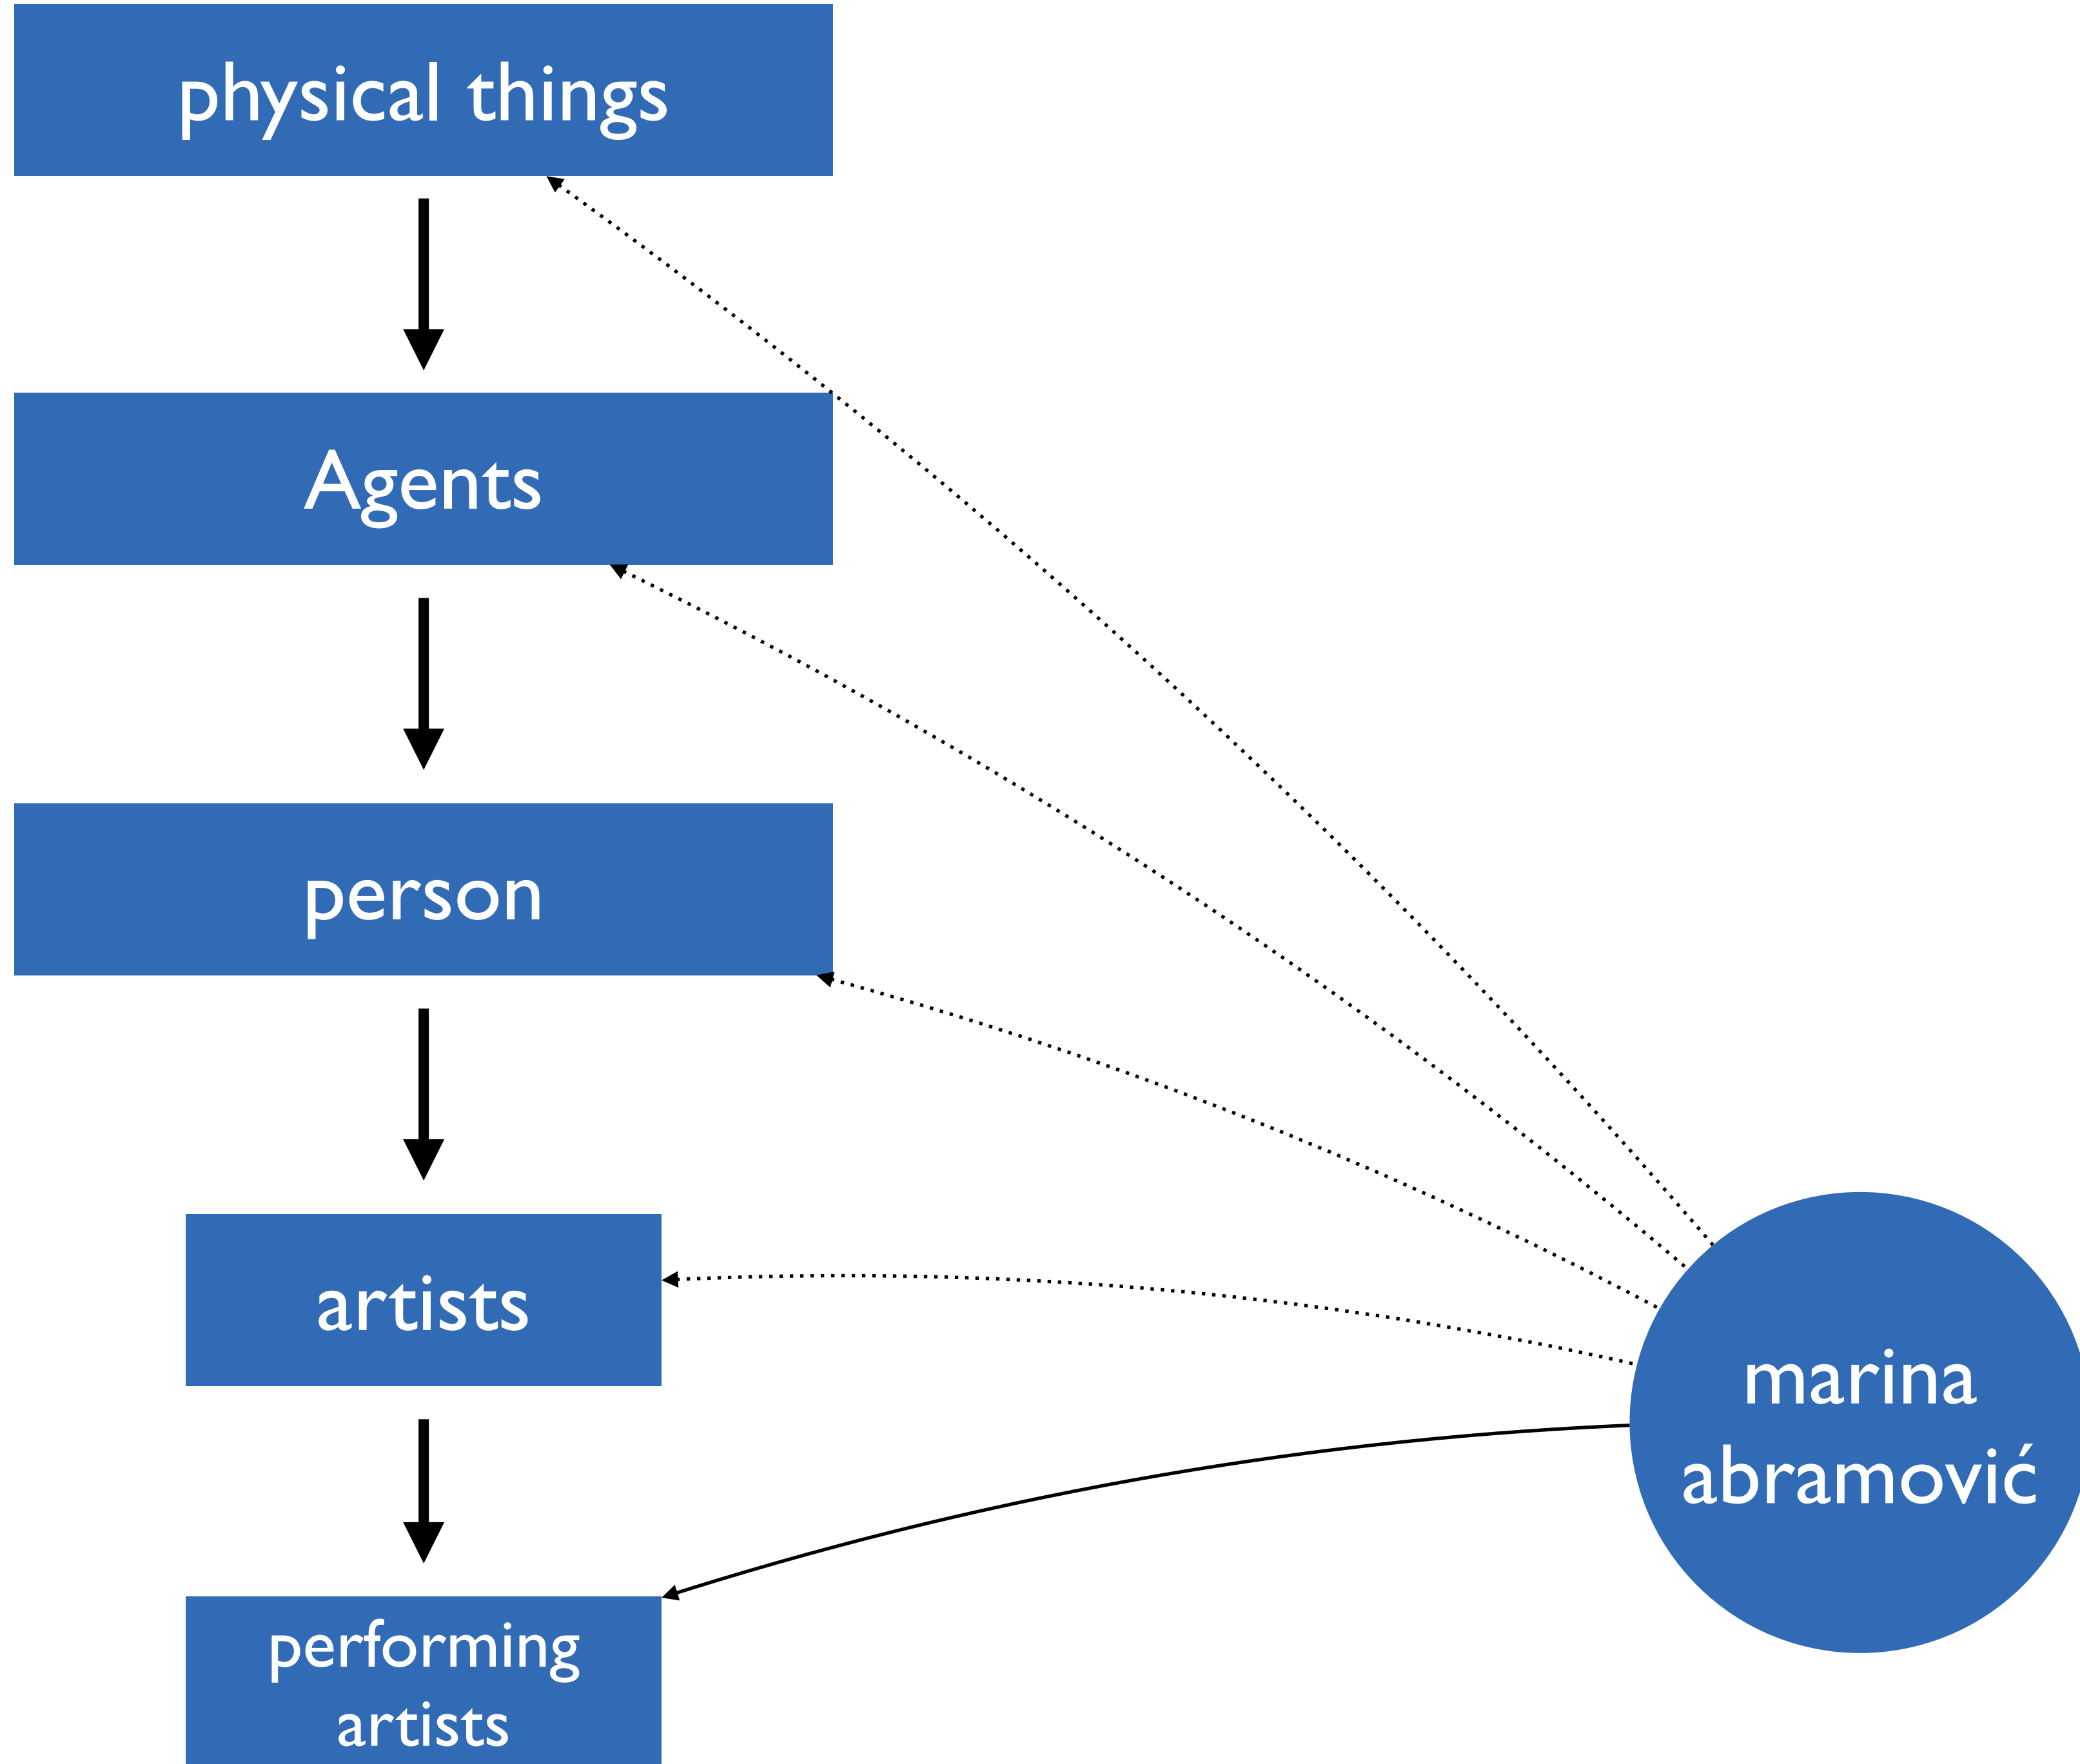 physical things
Agents
person
artists
marina
abramović
performing
artists